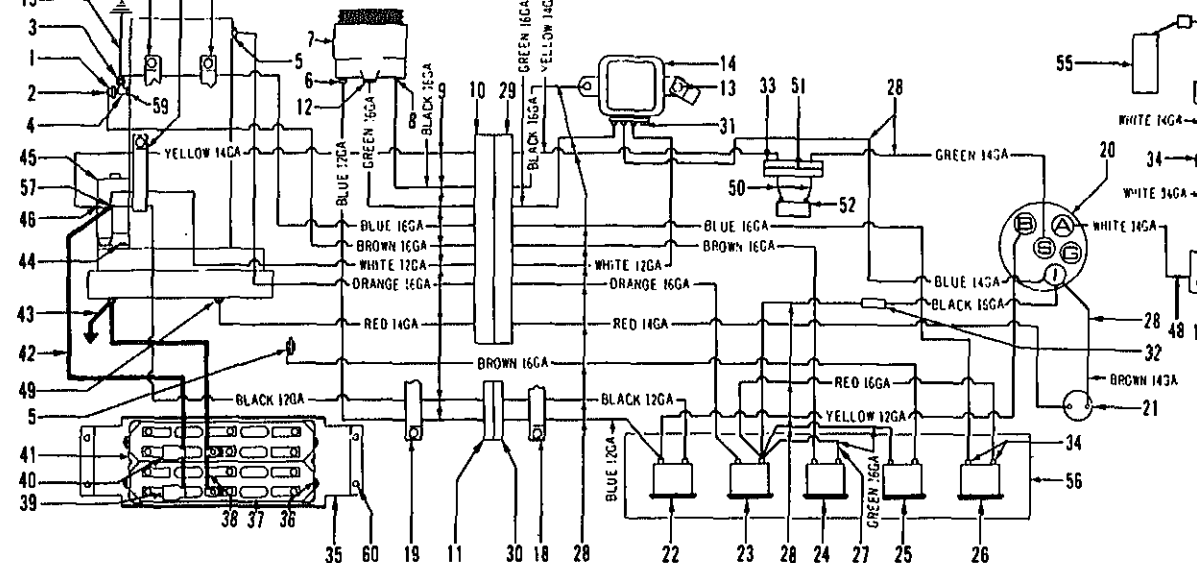 3
5
7
14
55
1
6
9
10
29
13
33
51
28
2
12
8
31
4
59
GREEN 16GA
YELLOW 14GA
BLACK 16GA
GREEN 16GA
BLACK 16GA
WHITE 14GA
YELLOW 14GA
GREEN 14GA
34
20
45
BLUE 12GA
57
50
52
WHITE 14GA
46
BLUE 16GA
BLUE 16GA
B
A
WHITE 14GA
BROWN 16GA
BROWN 16GA
S
G
44
WHITE 12GA
WHITE 12GA
I
ORANGE 16GA
ORANGE 16GA
BLUE 14GA
BLACK 16GA
43
RED 14GA
RED 14GA
28
48
42
32
BROWN 16GA
49
RED 16GA
BROWN 14GA
5
BLACK 12GA
BLACK 12GA
YELLOW 12GA
21
41
34
BLUE 12GA
GREEN 16GA
56
40
39
38
37
36
35
60
19
11
30
18
28
22
23
28
24
27
25
26